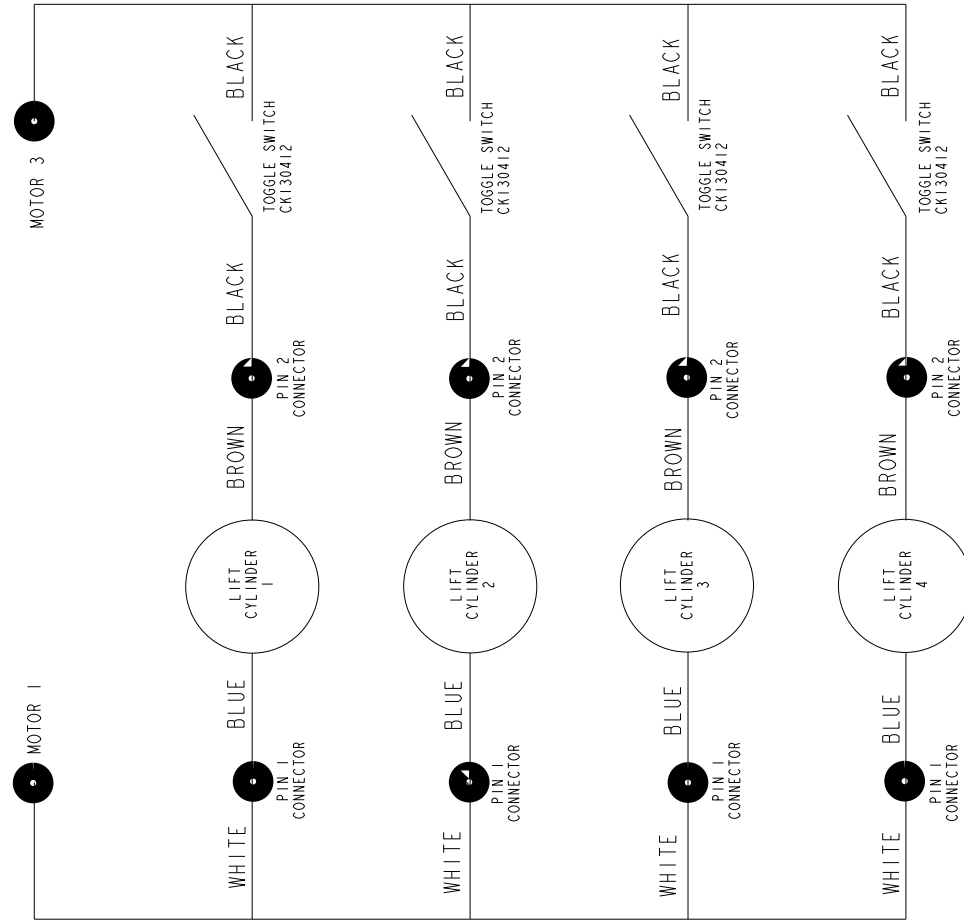 MOTOR 3
BLACK
BLACK
BLACK
BLACK
TOGGLE SWITCH
CK130412
TOGGLE SWITCH
CK130412
TOGGLE SWITCH
CK130412
TOGGLE SWITCH
CK130412
BLACK
BLACK
BLACK
BLACK
PIN 2
CONNECTOR
PIN 2
CONNECTOR
PIN 2
CONNECTOR
PIN 2
CONNECTOR
BROWN
BROWN
BROWN
BROWN
LIFT
CYLINDER
1
LIFT
CYLINDER
2
LIFT
CYLINDER
3
LIFT
CYLINDER
4
MOTOR 1
BLUE
BLUE
BLUE
BLUE
PIN 1
CONNECTOR
PIN 1
CONNECTOR
PIN 1
CONNECTOR
PIN 1
CONNECTOR
WHITE
WHITE
WHITE
WHITE